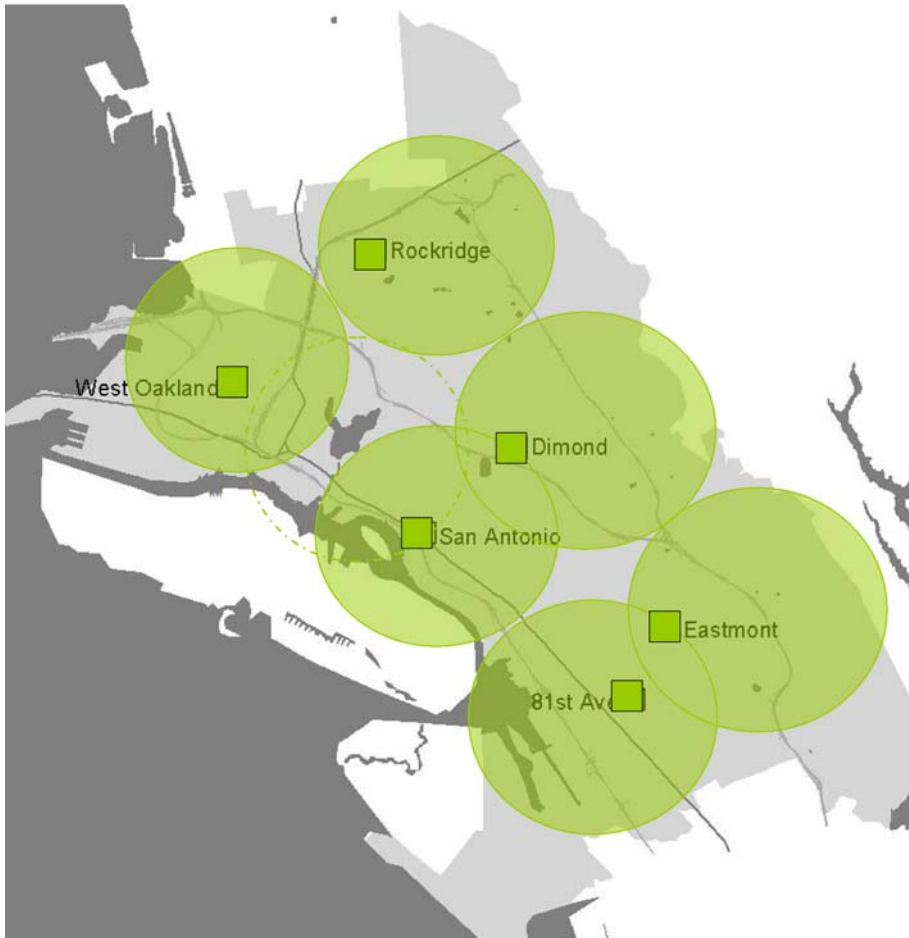 Rockridge
West Oakland
Dimond
San Antonio
Eastmont
81st Ave